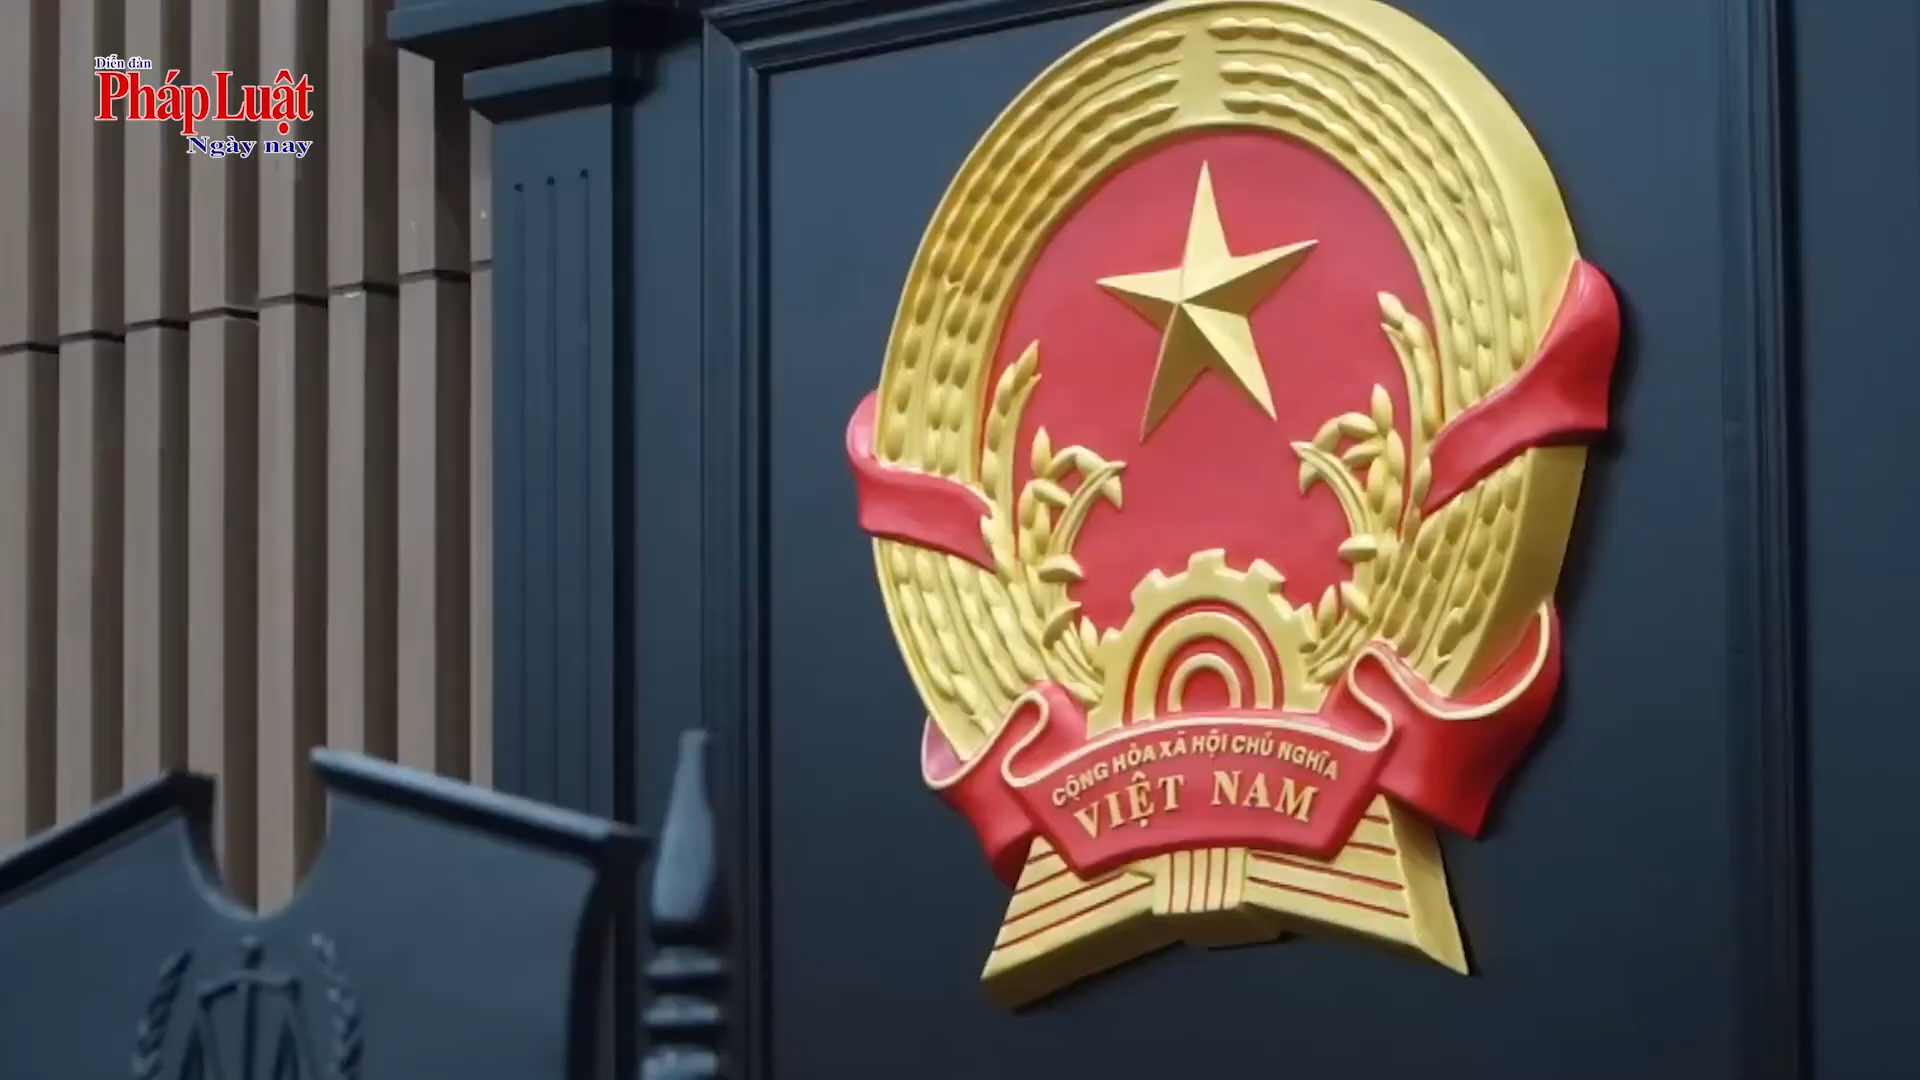 Diễn đàn
Pháp Luật
Ngày nay
CỘNG HÒA XÃ HỘI CHỦ NGHĨA
VIỆT NAM